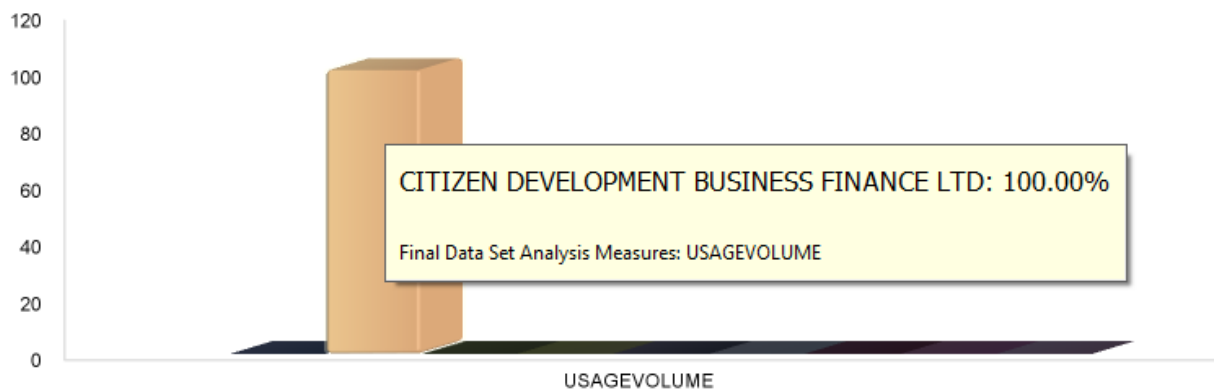 120
100
80
60
40
20
0
CITIZEN DEVELOPMENT BUSINESS FINANCE LTD: 100.00%
Final Data Set Analysis Measures: USAGEVOLUME
USAGEVOLUME